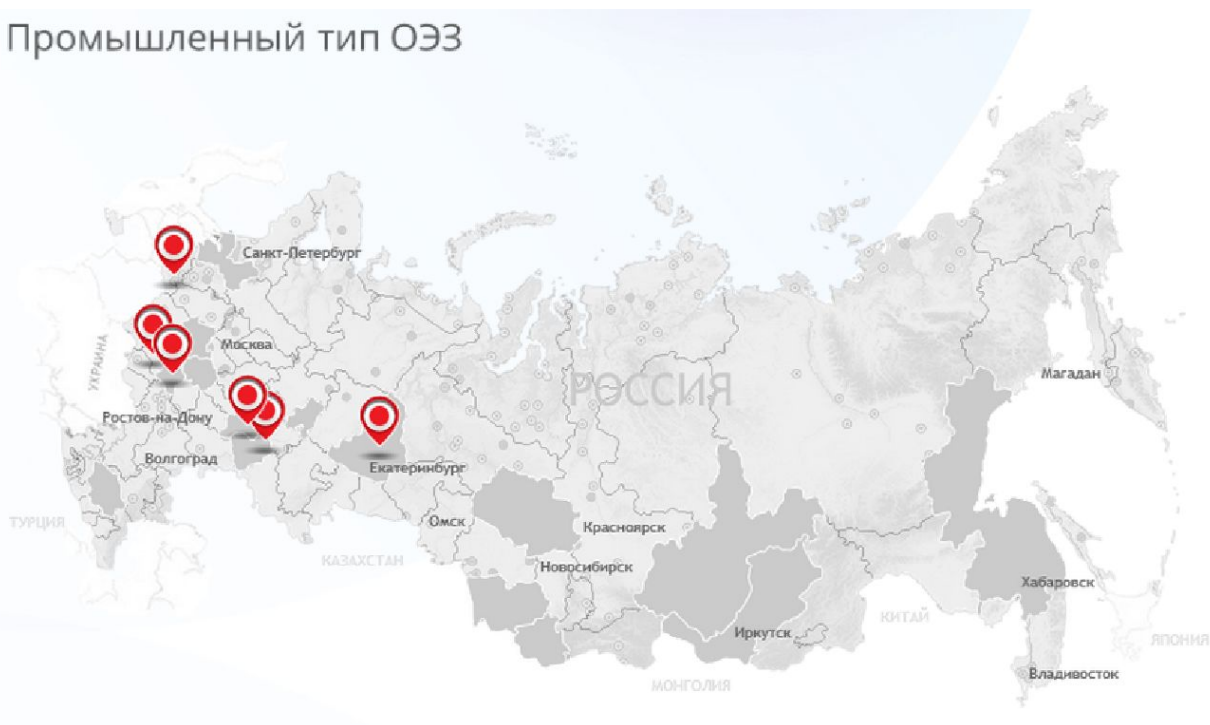 Промышленный тип ОЭЗ
Санкт-Петербург
УКРАИНА
Москва
РОССИЯ
Магадан
Ростов-на-Дону
Волгоград
Екатеринбург
ТУРЦИЯ
Омск
Красноярск
КАЗАХСТАН
Новосибирск
Хабаровск
КИТАЙ
Иркутск
ЯПОНИЯ
Владивосток
МОНГОЛИЯ